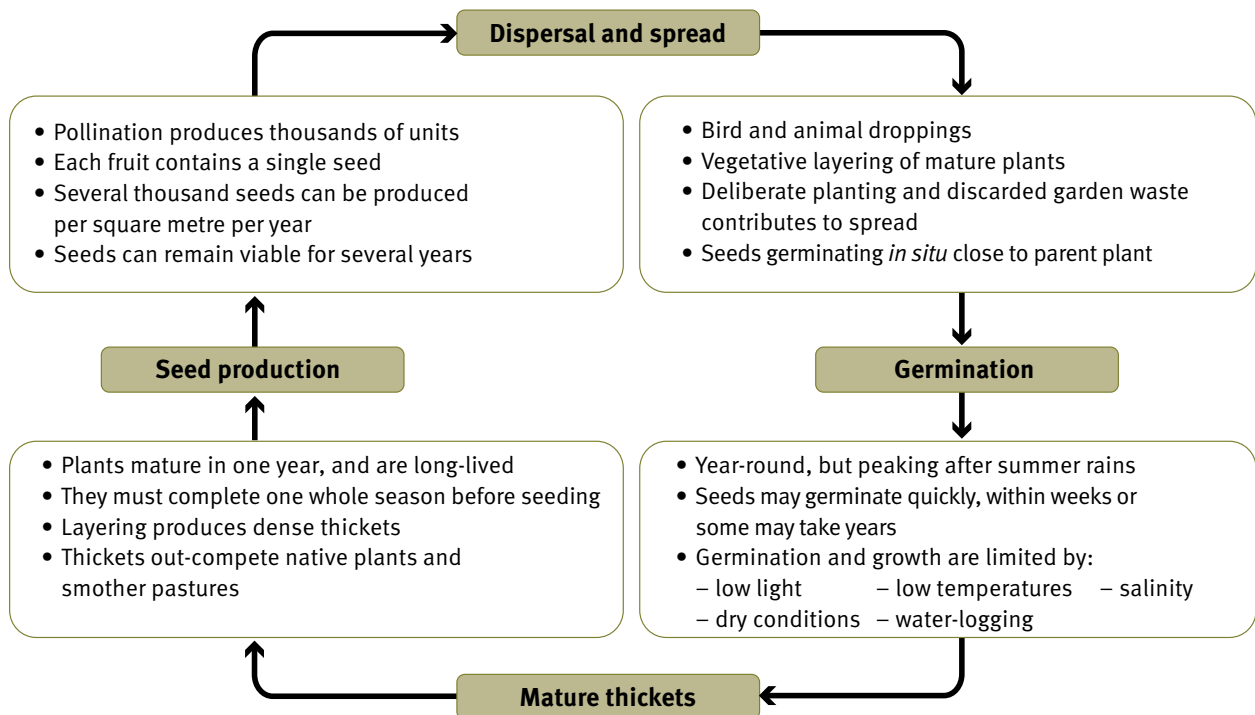 Dispersal and spread
• Pollination produces thousands of units
• Each fruit contains a single seed
• Several thousand seeds can be produced
per square metre per year
• Seeds can remain viable for several years
• Bird and animal droppings
• Vegetative layering of mature plants
• Deliberate planting and discarded garden waste
contributes to spread
• Seeds germinating in situ close to parent plant
Seed production
Germination
• Plants mature in one year, and are long-lived
• They must complete one whole season before seeding
• Layering produces dense thickets
• Thickets out-compete native plants and
smother pastures
• Year-round, but peaking after summer rains
• Seeds may germinate quickly, within weeks or
some may take years
• Germination and growth are limited by:
– low light – low temperatures – salinity
– dry conditions – water-logging
Mature thickets